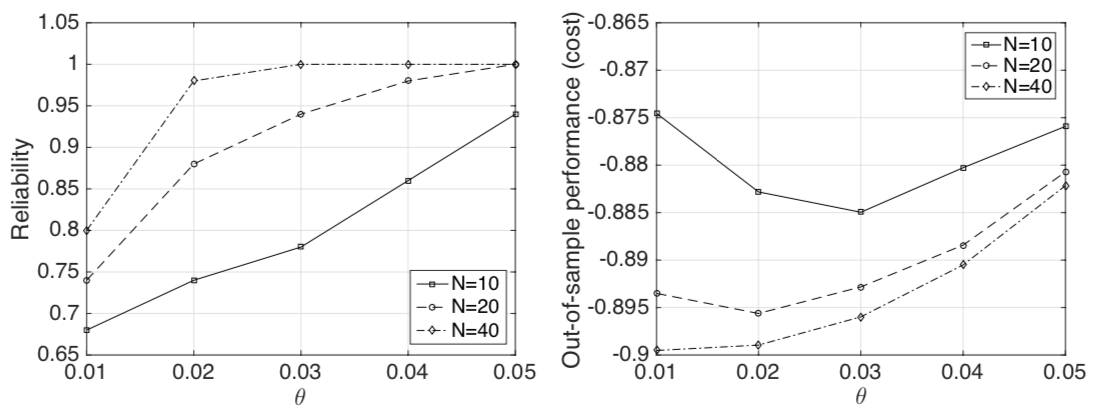 1.05
1
0.95
0.9
0.85
0.8
0.75
0.7
0.65
Reliability
0.01
0.02
0.03
0.04
0.05
θ
N=10
N=20
N=40
-0.865
-0.87
-0.875
-0.88
-0.885
-0.89
-0.895
-0.9
Out-of-sample performance (cost)
0.01
0.02
0.03
0.04
0.05
θ
N=10
N=20
N=40